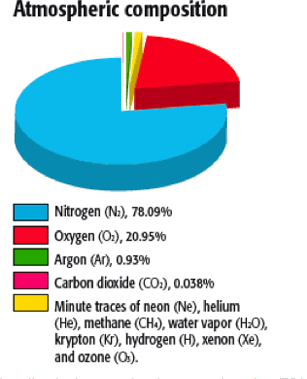 Atmospheric composition
Nitrogen (N₂), 78.09%
Oxygen (O₂), 20.95%
Argon (Ar), 0.93%
Carbon dioxide (CO₂), 0.038%
Minute traces of neon (Ne), helium
(He), methane (CH₄), water vapor (H₂O),
krypton (Kr), hydrogen (H), xenon (Xe),
and ozone (O₃).